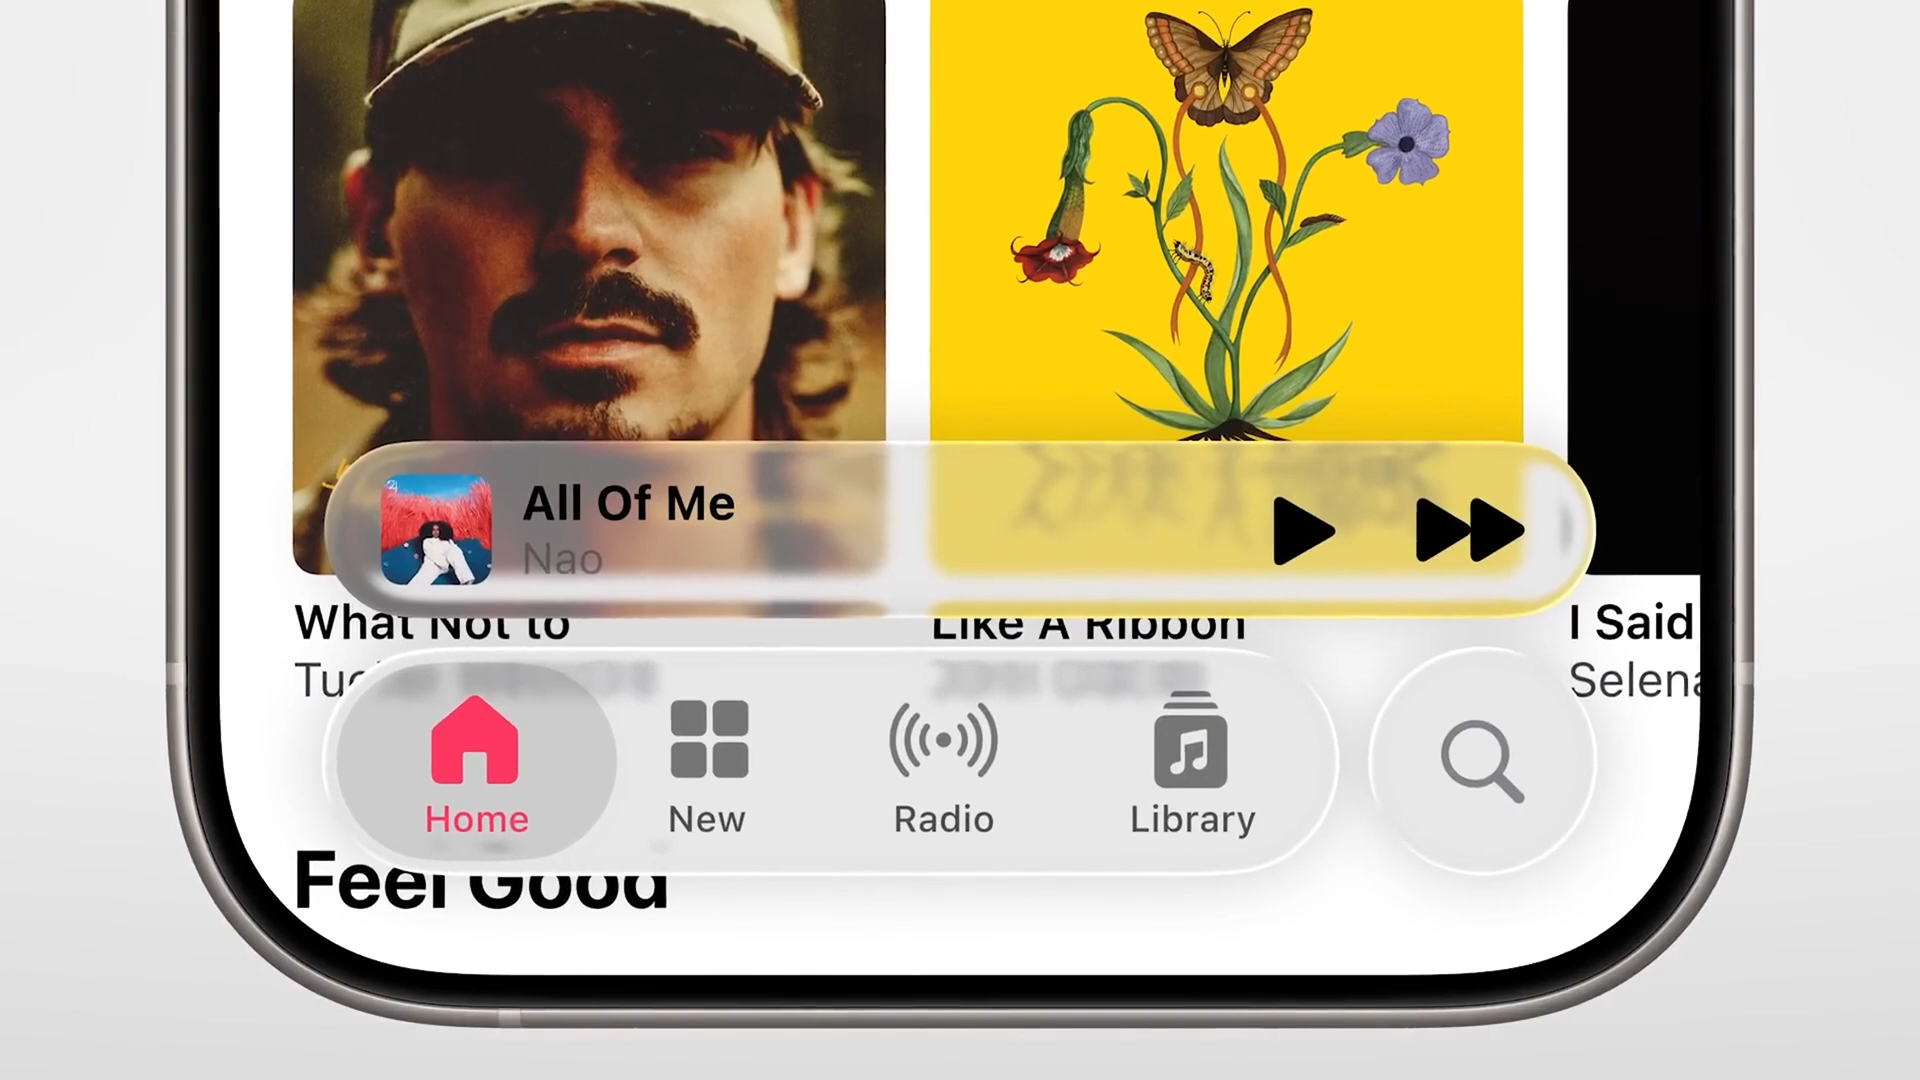 All Of Me
Nao
What Not to
Like A Ribbon
I Said
Selena
Home
New
Radio
Library
Feel Good